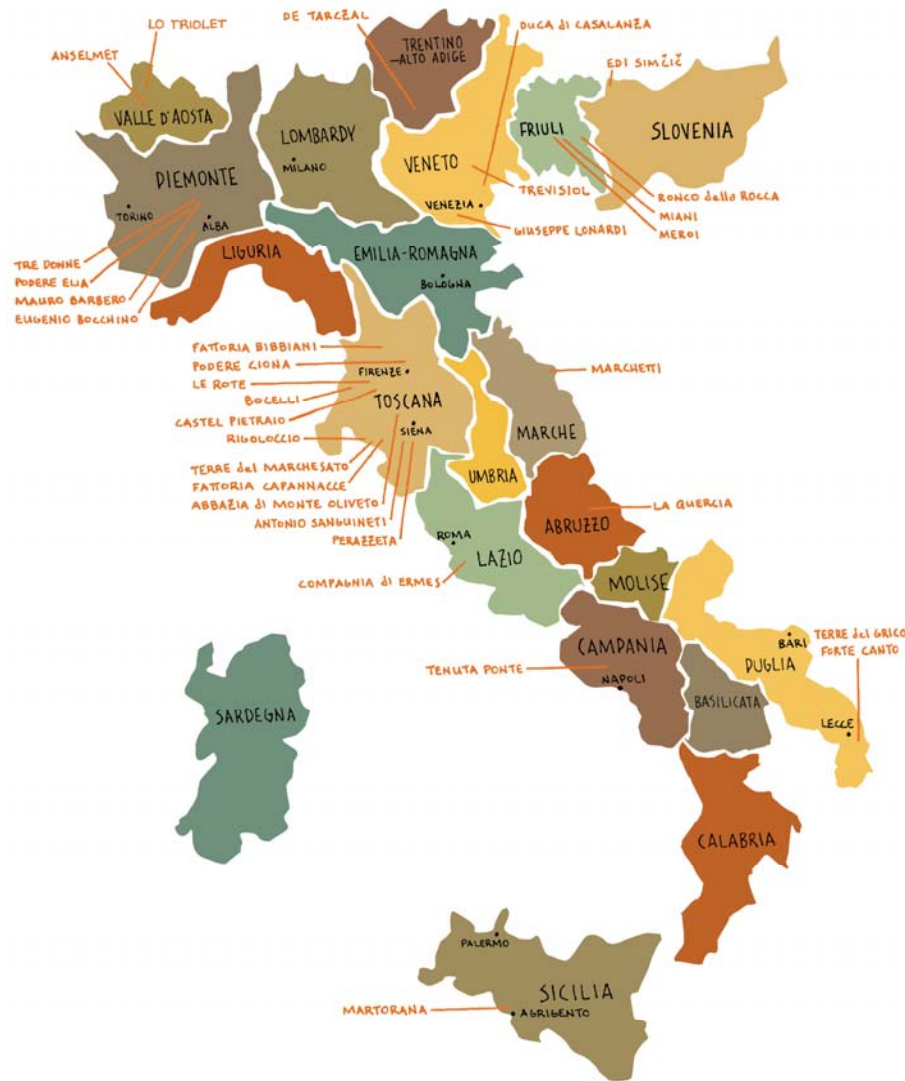 LO TRIOLET
ANSELMET
VALLE D'AOSTA
DE TARCZAL
TRENTINO
-ALTO ADIGE
DUCA di CASALANZA
EDI SIMČIČ
SLOVENIA
LOMBARDY
MILANO
FRIULI
VENETO
VENEZIA
TREVISIOL
GIUSEPPE LONARDI
RONCO dello ROCCA
MIANI
MEROI
PIEMONTE
TORINO
ALBA
TRE DONNE
PODERE ELIA
MAURO BARBERO
EUGENIO BOCCHINO
LIGURIA
EMILIA-ROMAGNA
BOLOGNA
FATTORIA BIBBIANI
PODERE CIONA
LE ROTE
BOCELLI
CASTEL PIETRAIO
RIGOLOCCIO
TERRE del MARCHESATO
FATTORIA CAPANNACCE
ABBAZIA di MONTE OLIVETO
ANTONIO SANGUINETI
PERAZZETA
FIRENZE
TOSCANA
SIENA
MARCHETTI
MARCHE
UMBRIA
LA QUERCIA
ABRUZZO
ROMA
LAZIO
COMPAGNIA di ERMES
MOLISE
CAMPANIA
NAPOLI
TENUTA PONTE
BARI
PUGLIA
LECCE
TERRE del GRICO
FORTE CANTO
BASILICATA
SARDEGNA
CALABRIA
PALERMO
SICILIA
AGRIGENTO
MARTORANA